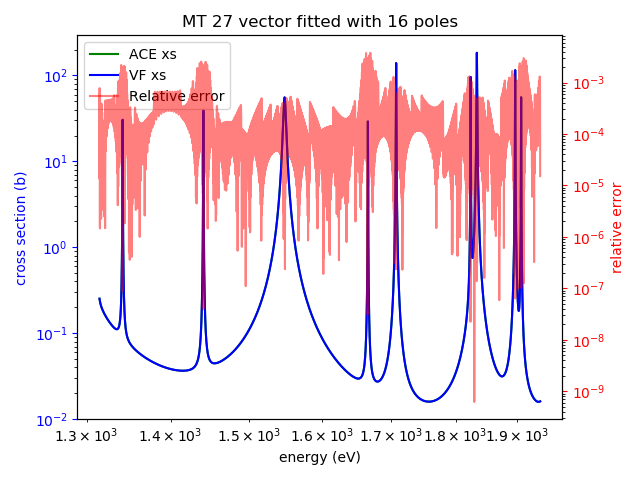 MT 27 vector fitted with 16 poles
ACE xs
VF xs
Relative error
10²
10¹
10⁰
10⁻¹
10⁻²
cross section (b)
10⁻³
10⁻⁴
10⁻⁵
10⁻⁶
10⁻⁷
10⁻⁸
10⁻⁹
relative error
1.3 × 10³ 1.4 × 10³ 1.5 × 10³ 1.6 × 10³ 1.7 × 10³ 1.8 × 10³ 1.9 × 10³
energy (eV)